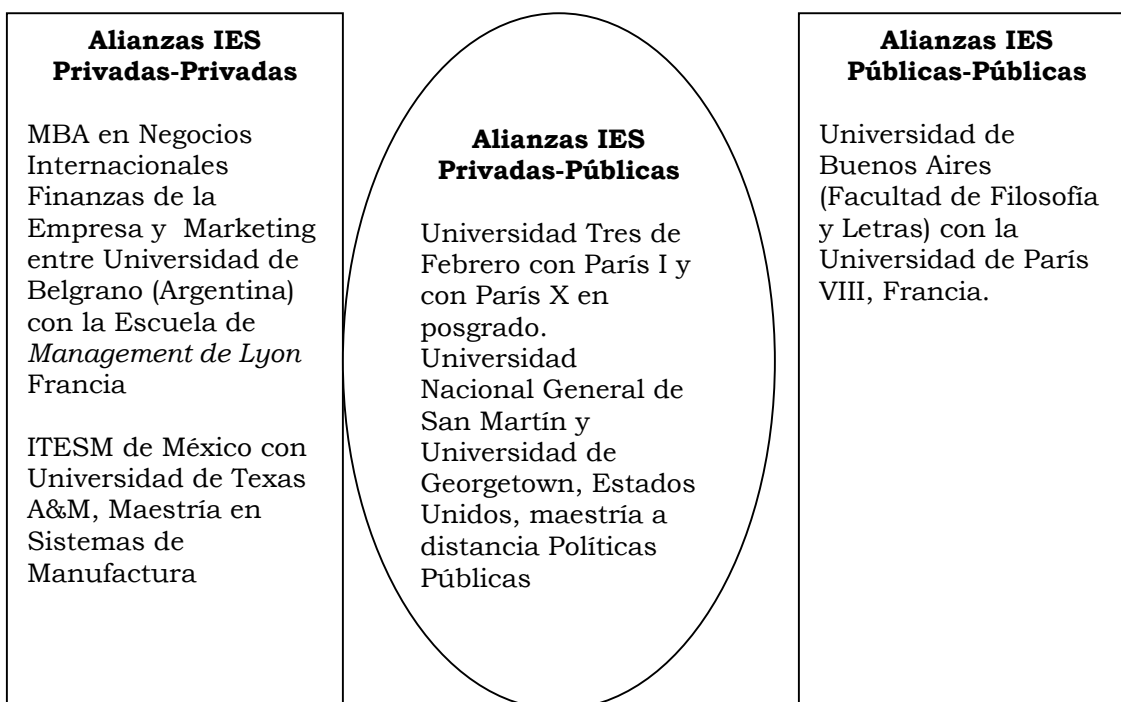 Alianzas IES
Privadas-Privadas
MBA en Negocios
Internacionales
Finanzas de la
Empresa y Marketing
entre Universidad de
Belgrano (Argentina)
con la Escuela de
Management de Lyon
Francia
ITESM de México con
Universidad de Texas
A&M, Maestría en
Sistemas de
Manufactura
Alianzas IES
Privadas-Públicas
Universidad Tres de
Febrero con París I y
con París X en
posgrado.
Universidad
Nacional General de
San Martín y
Universidad de
Georgetown, Estados
Unidos, maestría a
distancia Políticas
Públicas
Alianzas IES
Públicas-Públicas
Universidad de
Buenos Aires
(Facultad de Filosofía
y Letras) con la
Universidad de París
VIII, Francia.